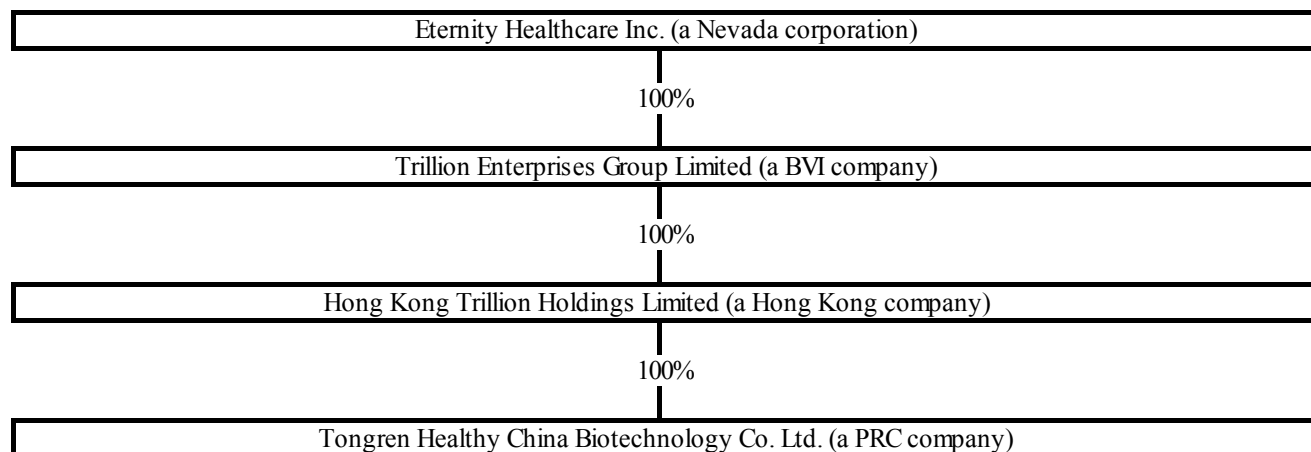 Eternity Healthcare Inc. (a Nevada corporation)
100%
Trillion Enterprises Group Limited (a BVI company)
100%
Hong Kong Trillion Holdings Limited (a Hong Kong company)
100%
Tongren Healthy China Biotechnology Co. Ltd. (a PRC company)